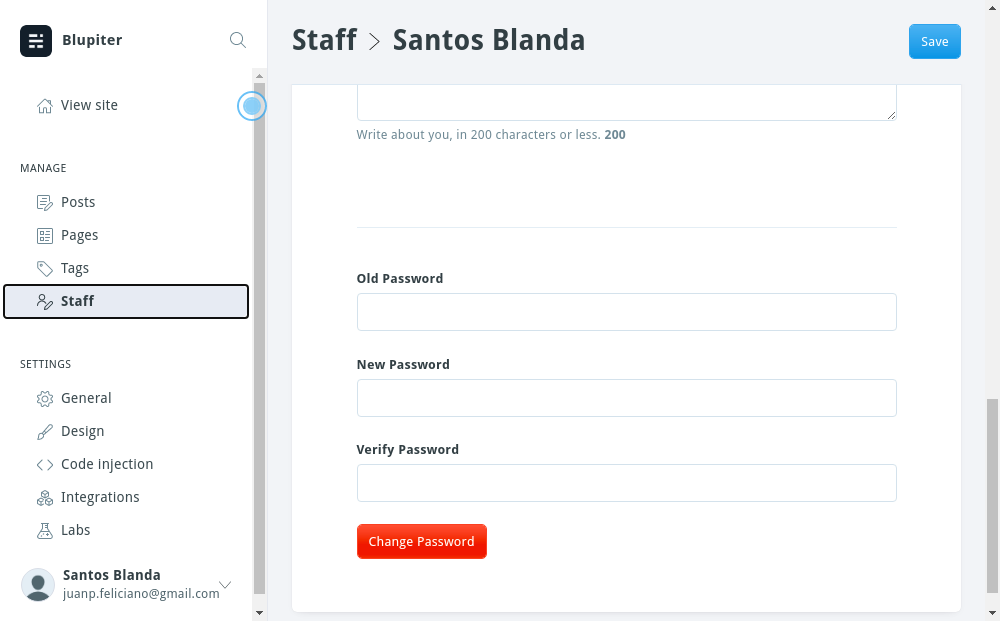 Blupiter
View site
MANAGE
Posts
Pages
Tags
Staff
SETTINGS
General
Design
Code injection
Integrations
Labs
Santos Blanda
juanp.feliciano@gmail.com
Staff > Santos Blanda
Save
Write about you, in 200 characters or less. 200
Old Password
New Password
Verify Password
Change Password